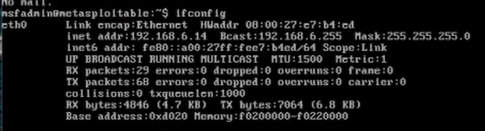 No mail.
msfadmin@metasploitable:~$ ifconfig
eth0 Link encap:Ethernet HWaddr 08:00:27:e7:b4:ed
inet addr:192.168.6.14 Bcast:192.168.6.255 Mask:255.255.255.0
inet6 addr: fe80::a00:27ff:fee7:b4ed/64 Scope:Link
UP BROADCAST RUNNING MULTICAST MTU:1500 Metric:1
RX packets:29 errors:0 dropped:0 overruns:0 frame:0
TX packets:68 errors:0 dropped:0 overruns:0 carrier:0
collisions:0 txqueuelen:1000
RX bytes:4846 (4.7 KB) TX bytes:7064 (6.8 KB)
Base address:0xd020 Memory:f0200000-f0220000